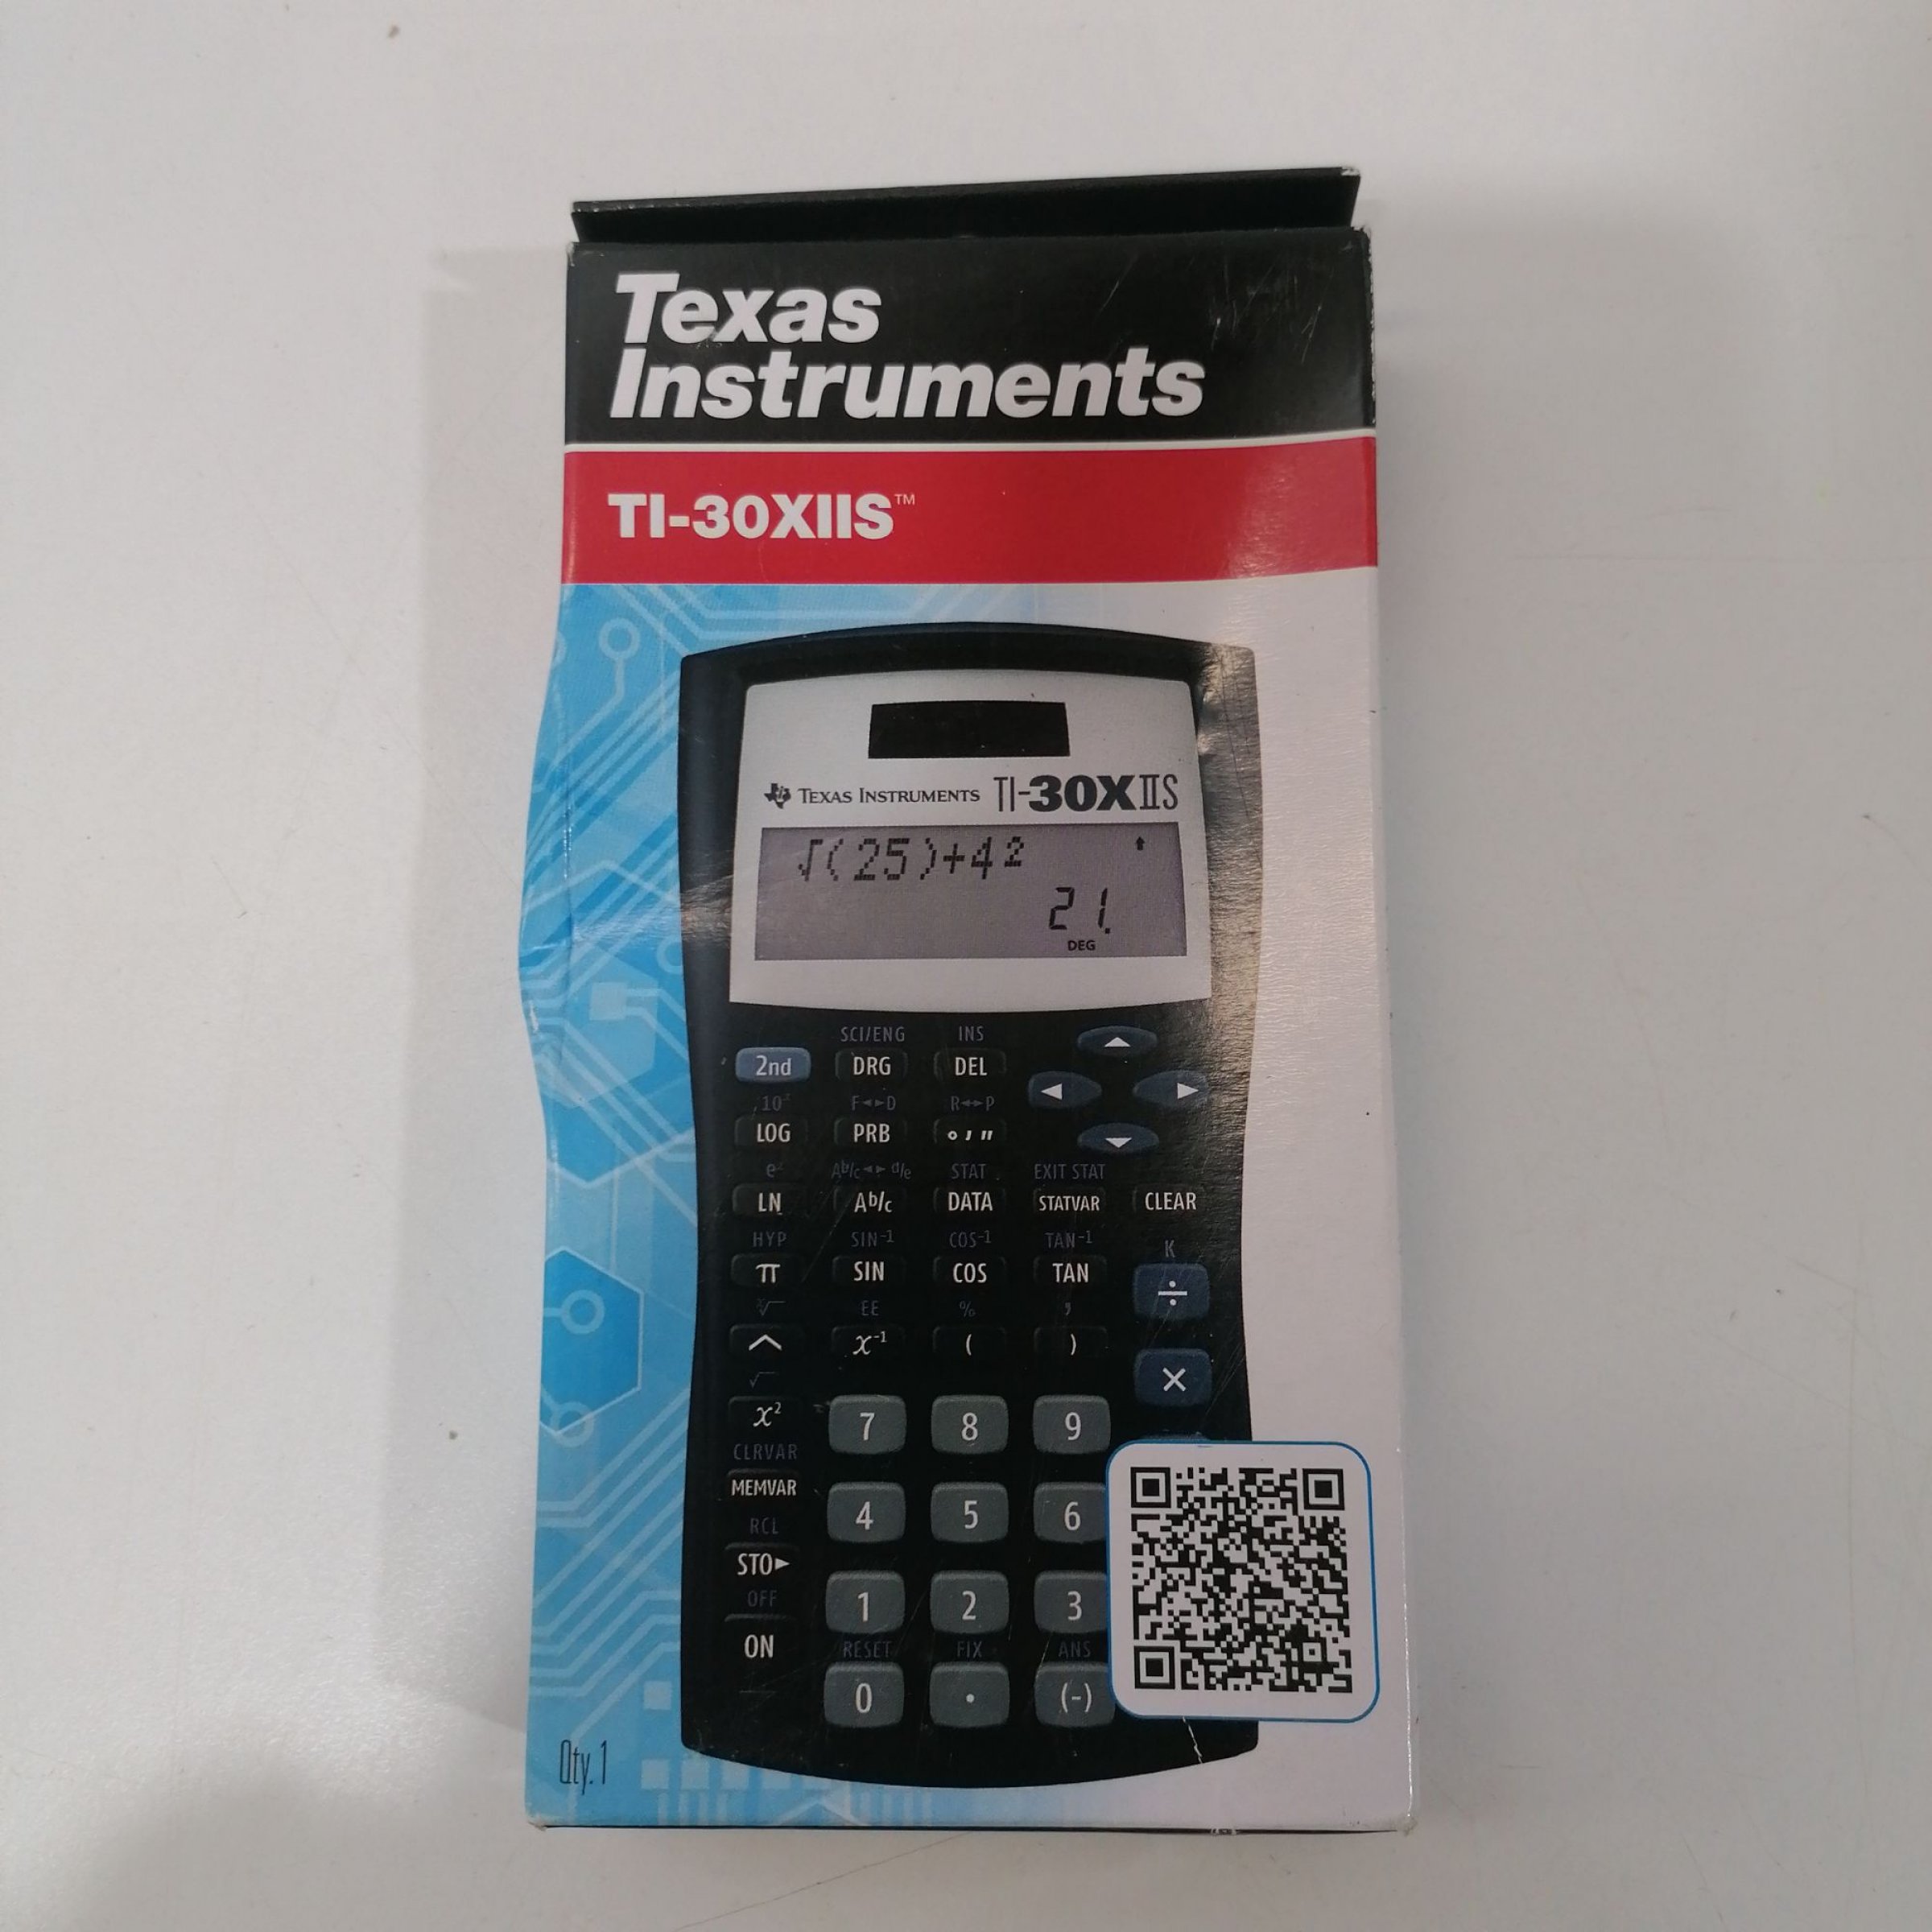 Texas
Instruments
TI-30XIIS™
TEXAS INSTRUMENTS TI-30XIIS
√(25)+4²
21.
DEG
SCI/ENG INS
2nd DRG DEL
10ˣ F◄►D R◄►P
LOG PRB ° ' "
eˣ Ab/c◄►d/e STAT EXIT STAT
LN Ab/c DATA STATVAR CLEAR
HYP SIN⁻¹ COS⁻¹ TAN⁻¹ K
π SIN COS TAN ÷
ˣ√ EE % ,
^ x⁻¹ ( ) ×
√
x² 7 8 9
CLRVAR
MEMVAR 4 5 6
RCL
STO► 1 2 3
OFF
ON RESET FIX ANS
0 . (-)
Qty. 1